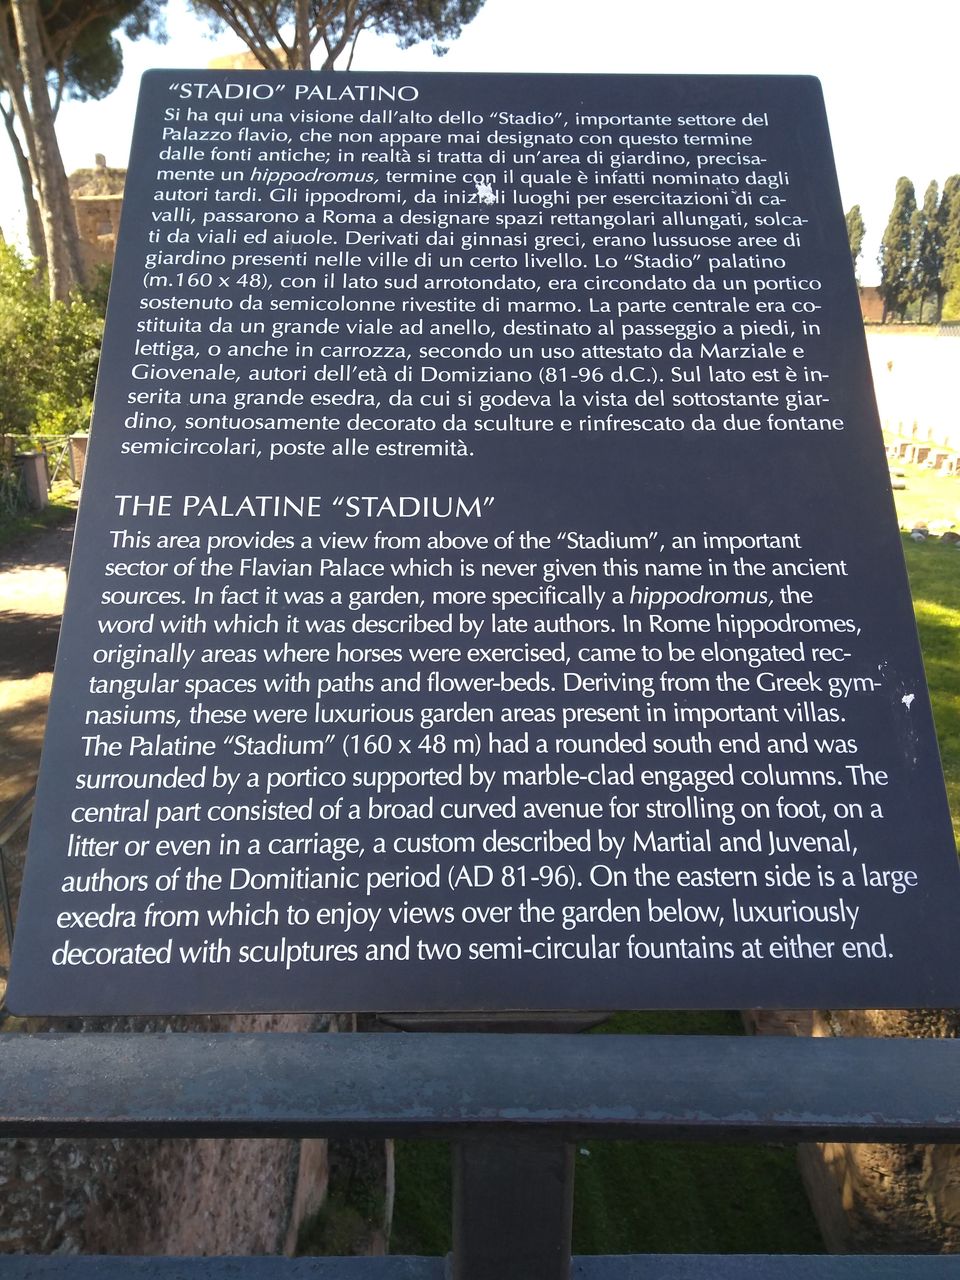 “STADIO” PALATINO
Si ha qui una visione dall’alto dello “Stadio”, importante settore del
Palazzo flavio, che non appare mai designato con questo termine
dalle fonti antiche; in realtà si tratta di un’area di giardino, precisa-
mente un hippodromus, termine con il quale è infatti nominato dagli
autori tardi. Gli ippodromi, da iniziali luoghi per esercitazioni di ca-
valli, passarono a Roma a designare spazi rettangolari allungati, solca-
ti da viali ed aiuole. Derivati dai ginnasi greci, erano lussuose aree di
giardino presenti nelle ville di un certo livello. Lo “Stadio” palatino
(m.160 x 48), con il lato sud arrotondato, era circondato da un portico
sostenuto da semicolonne rivestite di marmo. La parte centrale era co-
stituita da un grande viale ad anello, destinato al passeggio a piedi, in
lettiga, o anche in carrozza, secondo un uso attestato da Marziale e
Giovenale, autori dell’età di Domiziano (81-96 d.C.). Sul lato est è in-
serita una grande esedra, da cui si godeva la vista del sottostante giar-
dino, sontuosamente decorato da sculture e rinfrescato da due fontane
semicircolari, poste alle estremità.
THE PALATINE “STADIUM”
This area provides a view from above of the “Stadium”, an important
sector of the Flavian Palace which is never given this name in the ancient
sources. In fact it was a garden, more specifically a hippodromus, the
word with which it was described by late authors. In Rome hippodromes,
originally areas where horses were exercised, came to be elongated rec-
tangular spaces with paths and flower-beds. Deriving from the Greek gym-
nasiums, these were luxurious garden areas present in important villas.
The Palatine “Stadium” (160 x 48 m) had a rounded south end and was
surrounded by a portico supported by marble-clad engaged columns. The
central part consisted of a broad curved avenue for strolling on foot, on a
litter or even in a carriage, a custom described by Martial and Juvenal,
authors of the Domitianic period (AD 81-96). On the eastern side is a large
exedra from which to enjoy views over the garden below, luxuriously
decorated with sculptures and two semi-circular fountains at either end.